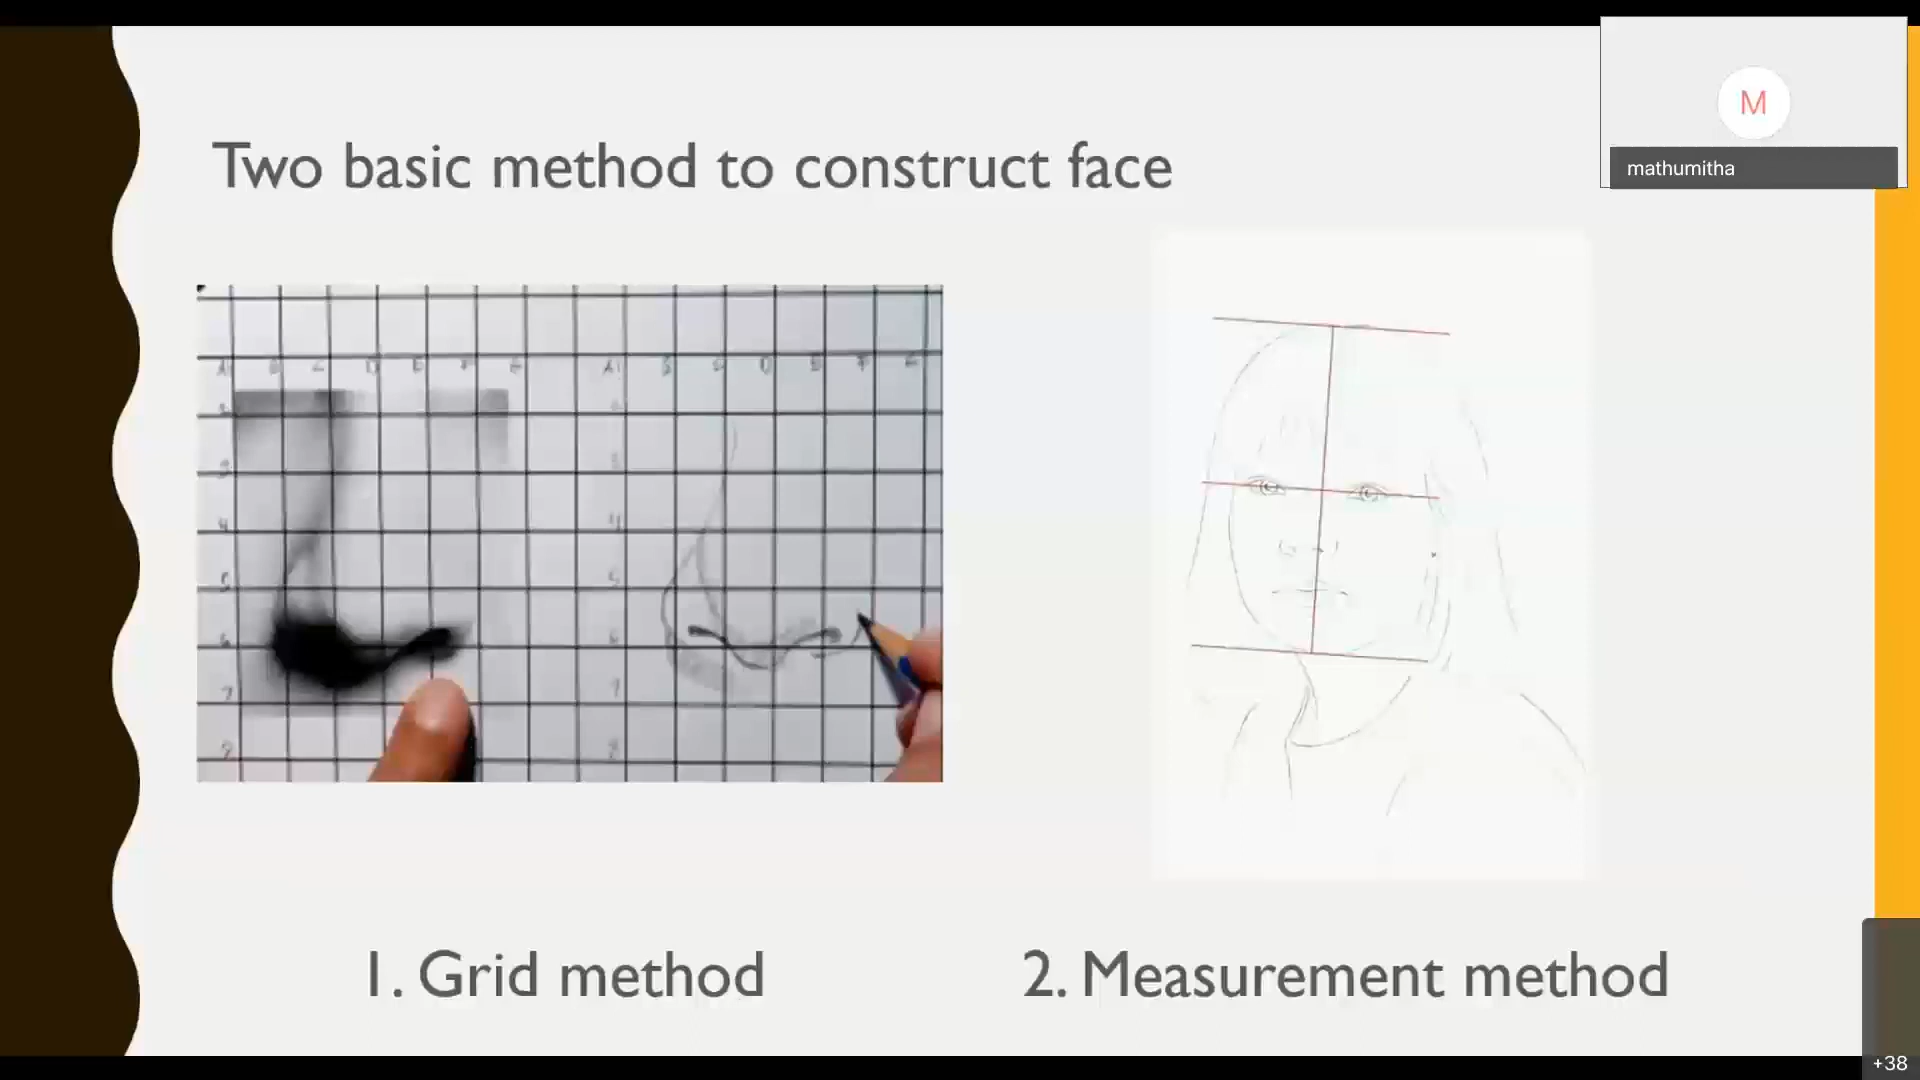 M
mathumitha
Two basic method to construct face
1. Grid method
2. Measurement method
+38